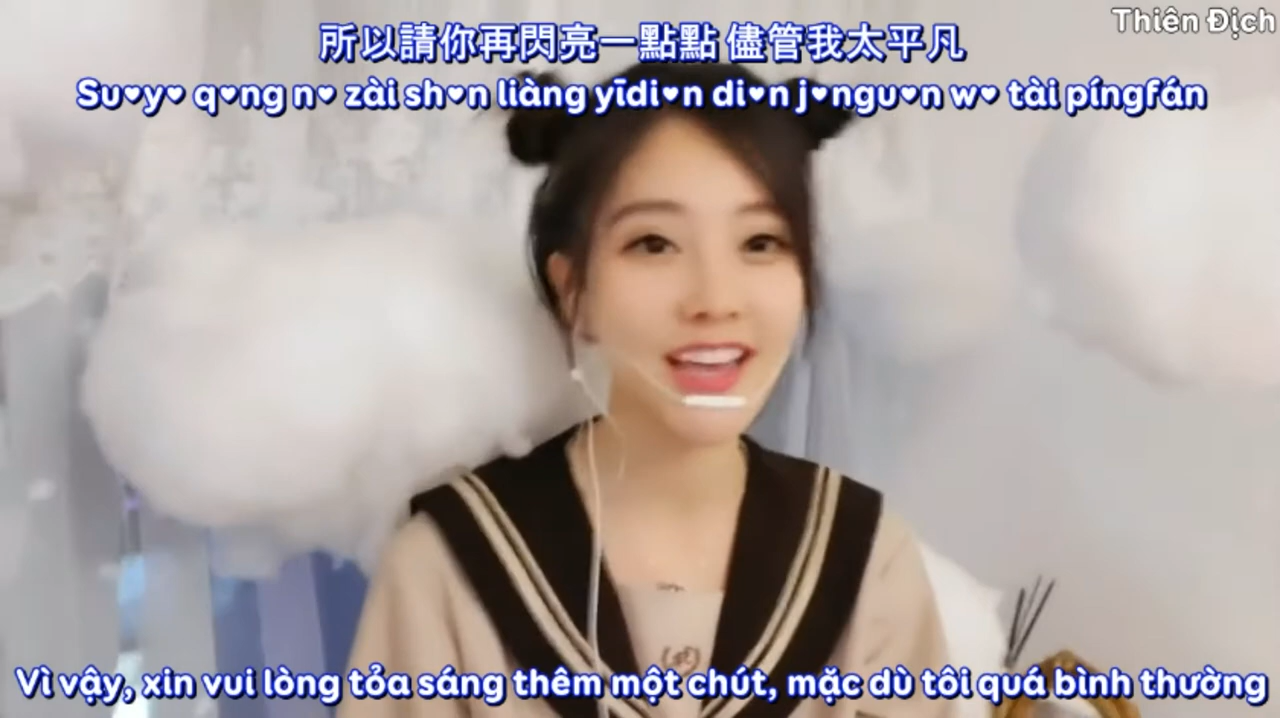 Thiên Địch
所以請你再閃亮一點點 儘管我太平凡
Su♥y♥ q♥ng n♥ zài sh♥n liàng yīdi♥n di♥n j♥ngu♥n w♥ tài píngfán
Vì vậy, xin vui lòng tỏa sáng thêm một chút, mặc dù tôi quá bình thường